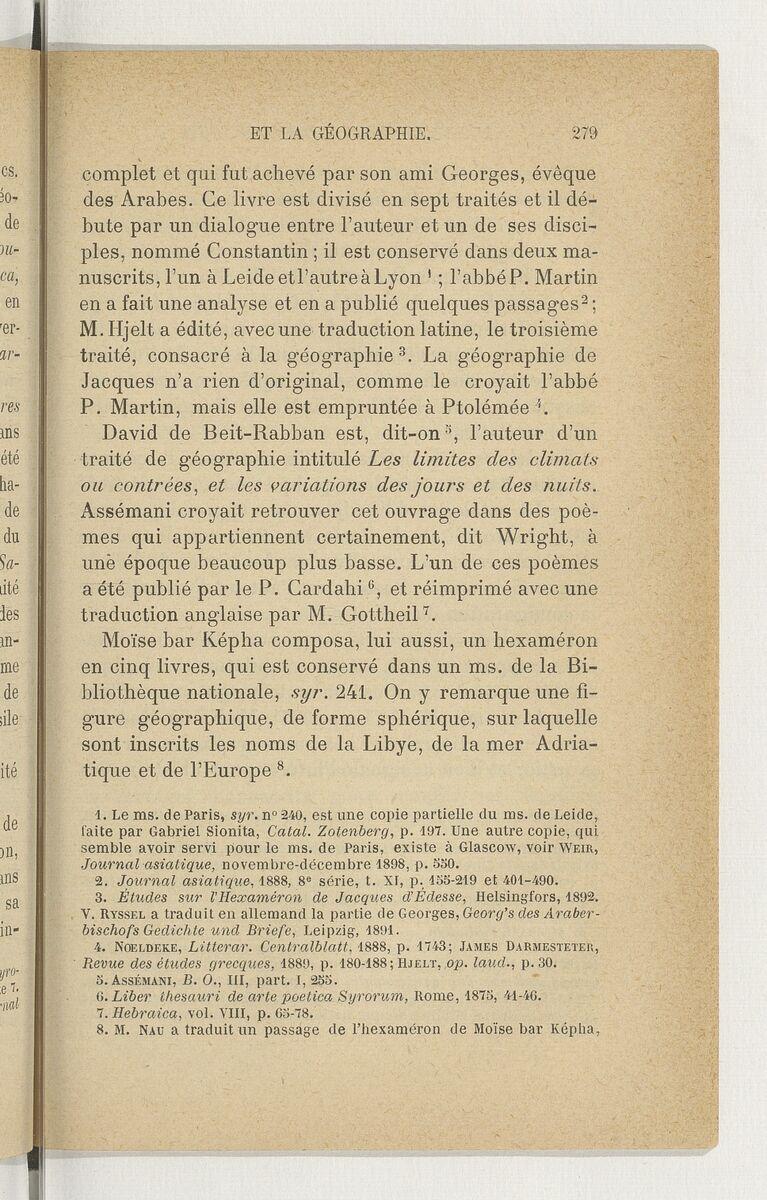 ET LA GÉOGRAPHIE. 279
complet et qui fut achevé par son ami Georges, évêque
des Arabes. Ce livre est divisé en sept traités et il dé-
bute par un dialogue entre l'auteur et un de ses disci-
ples, nommé Constantin ; il est conservé dans deux ma-
nuscrits, l'un à Leide et l'autre à Lyon ¹ ; l'abbé P. Martin
en a fait une analyse et en a publié quelques passages ² ;
M. Hjelt a édité, avec une traduction latine, le troisième
traité, consacré à la géographie ³. La géographie de
Jacques n'a rien d'original, comme le croyait l'abbé
P. Martin, mais elle est empruntée à Ptolémée ⁴.
David de Beit-Rabban est, dit-on ⁵, l'auteur d'un
traité de géographie intitulé Les limites des climats
ou contrées, et les variations des jours et des nuits.
Assémani croyait retrouver cet ouvrage dans des poè-
mes qui appartiennent certainement, dit Wright, à
une époque beaucoup plus basse. L'un de ces poèmes
a été publié par le P. Cardahi ⁶, et réimprimé avec une
traduction anglaise par M. Gottheil ⁷.
Moïse bar Képha composa, lui aussi, un hexaméron
en cinq livres, qui est conservé dans un ms. de la Bi-
bliothèque nationale, syr. 241. On y remarque une fi-
gure géographique, de forme sphérique, sur laquelle
sont inscrits les noms de la Libye, de la mer Adria-
tique et de l'Europe ⁸.
1. Le ms. de Paris, syr. n° 240, est une copie partielle du ms. de Leide,
faite par Gabriel Sionita, Catal. Zotenberg, p. 197. Une autre copie, qui
semble avoir servi pour le ms. de Paris, existe à Glascow, voir WEIR,
Journal asiatique, novembre-décembre 1898, p. 550.
2. Journal asiatique, 1888, 8e série, t. XI, p. 155-219 et 401-490.
3. Études sur l'Hexaméron de Jacques d'Édesse, Helsingfors, 1892.
V. RYSSEL a traduit en allemand la partie de Georges, Georg's des Araber-
bischofs Gedichte und Briefe, Leipzig, 1891.
4. NOELDEKE, Litterar. Centralblatt, 1888, p. 1743; JAMES DARMESTETER,
Revue des études grecques, 1889, p. 180-188; HJELT, op. laud., p. 30.
5. ASSÉMANI, B. O., III, part. I, 255.
6. Liber thesauri de arte poetica Syrorum, Rome, 1875, 41-46.
7. Hebraica, vol. VIII, p. 65-78.
8. M. NAU a traduit un passage de l'hexaméron de Moïse bar Képha,